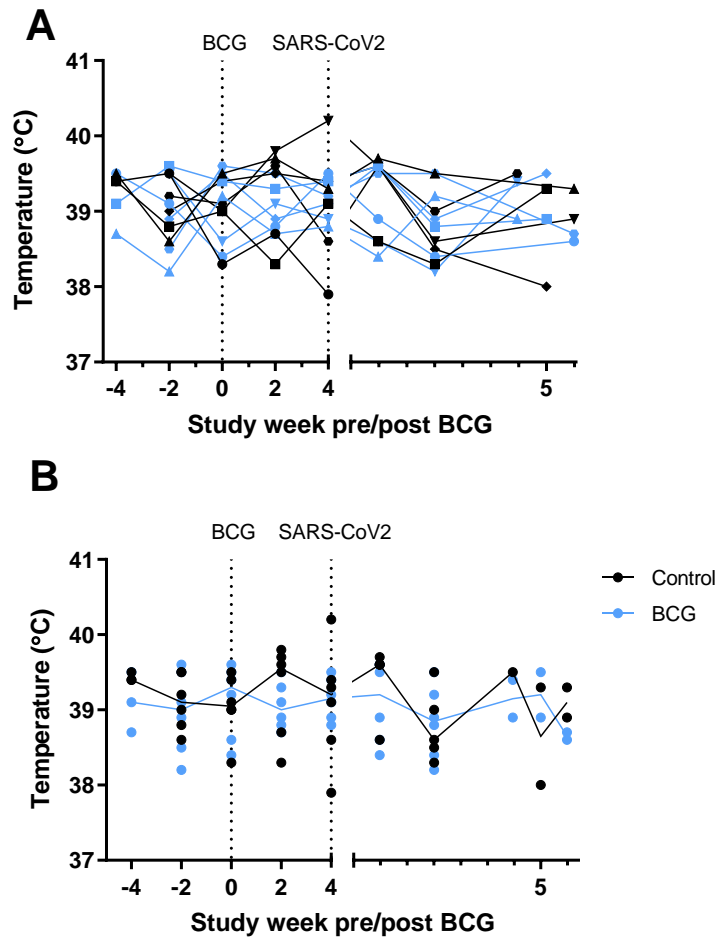 A
BCG SARS-CoV2
41
40
39
38
37
Temperature (°C)
-4 -2 0 2 4 5
Study week pre/post BCG
B
BCG SARS-CoV2
41
40
39
38
37
Temperature (°C)
-4 -2 0 2 4 5
Study week pre/post BCG
Control
BCG